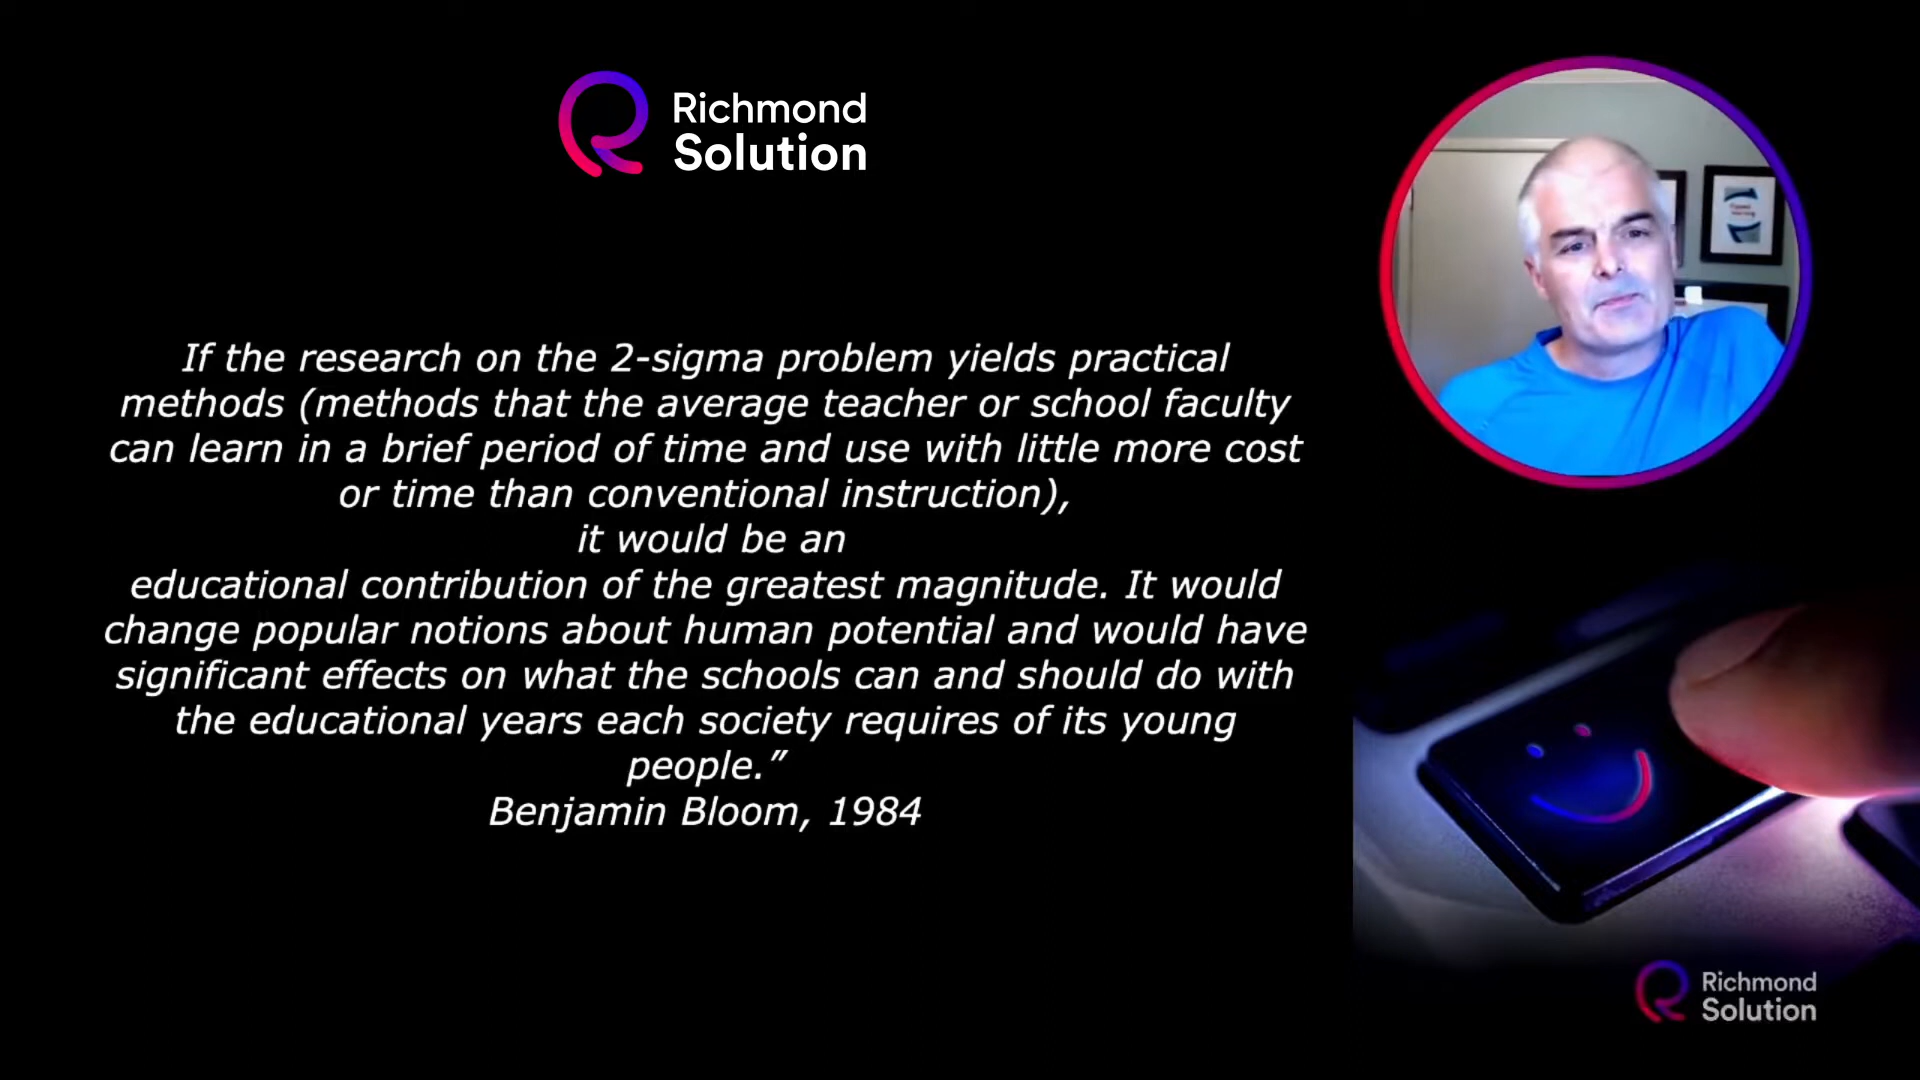 Richmond
Solution
If the research on the 2-sigma problem yields practical
methods (methods that the average teacher or school faculty
can learn in a brief period of time and use with little more cost
or time than conventional instruction),
it would be an
educational contribution of the greatest magnitude. It would
change popular notions about human potential and would have
significant effects on what the schools can and should do with
the educational years each society requires of its young
people.”
Benjamin Bloom, 1984
Richmond
Solution